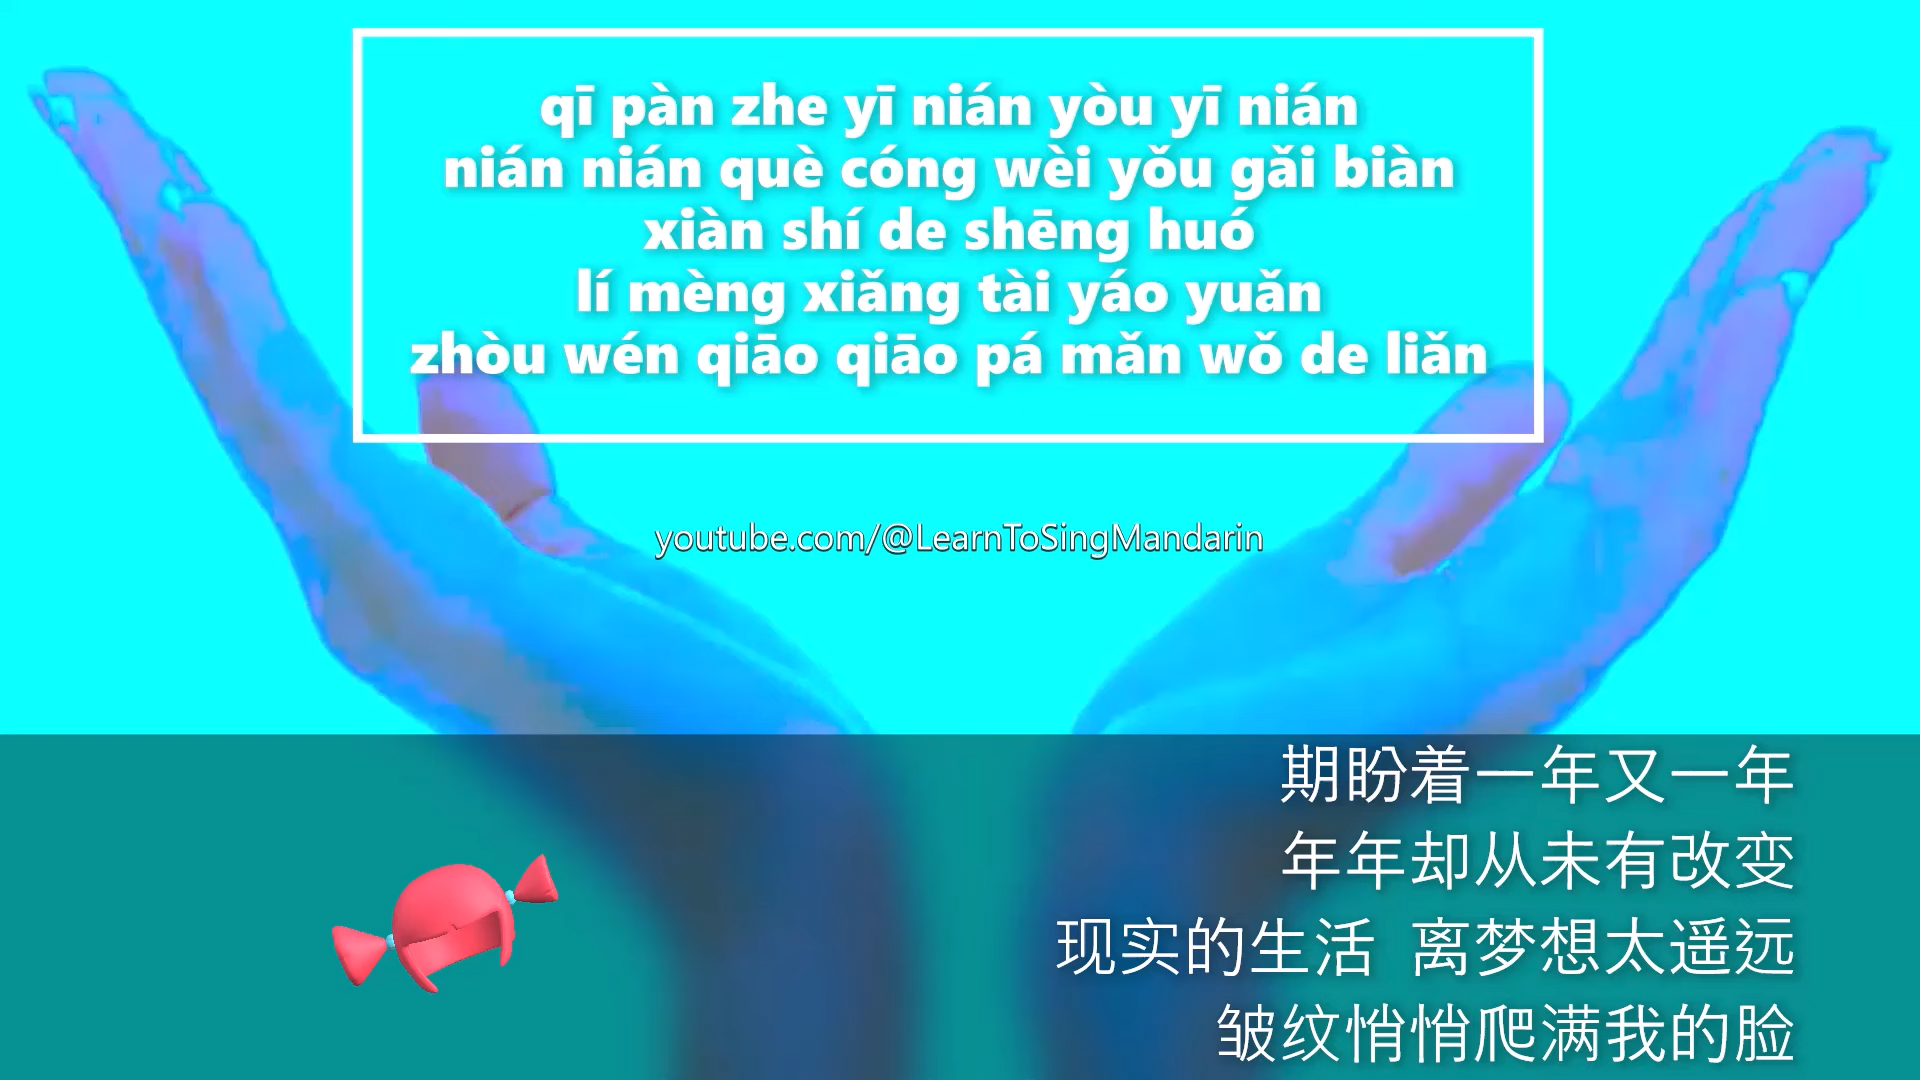 qī pàn zhe yī nián yòu yī nián
nián nián què cóng wèi yǒu gǎi biàn
xiàn shí de shēng huó
lí mèng xiǎng tài yáo yuǎn
zhòu wén qiāo qiāo pá mǎn wǒ de liǎn
youtube.com/@LearnToSingMandarin
期盼着一年又一年
年年却从未有改变
现实的生活 离梦想太遥远
皱纹悄悄爬满我的脸